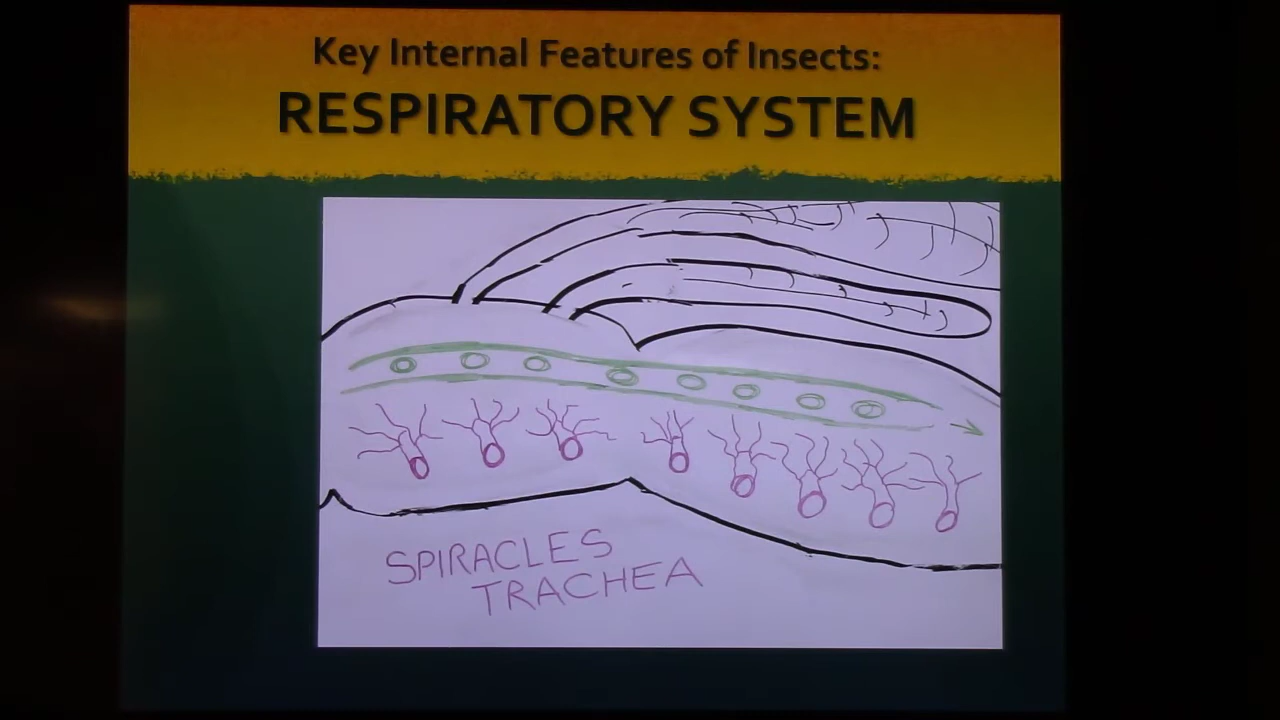 Key Internal Features of Insects:
RESPIRATORY SYSTEM
SPIRACLES
TRACHEA